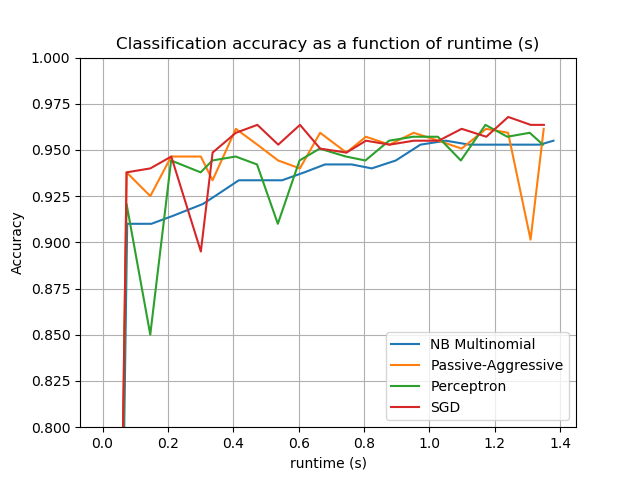 Classification accuracy as a function of runtime (s)
1.000
0.975
0.950
0.925
0.900
0.875
0.850
0.825
0.800
Accuracy
NB Multinomial
Passive-Aggressive
Perceptron
SGD
0.0 0.2 0.4 0.6 0.8 1.0 1.2 1.4
runtime (s)